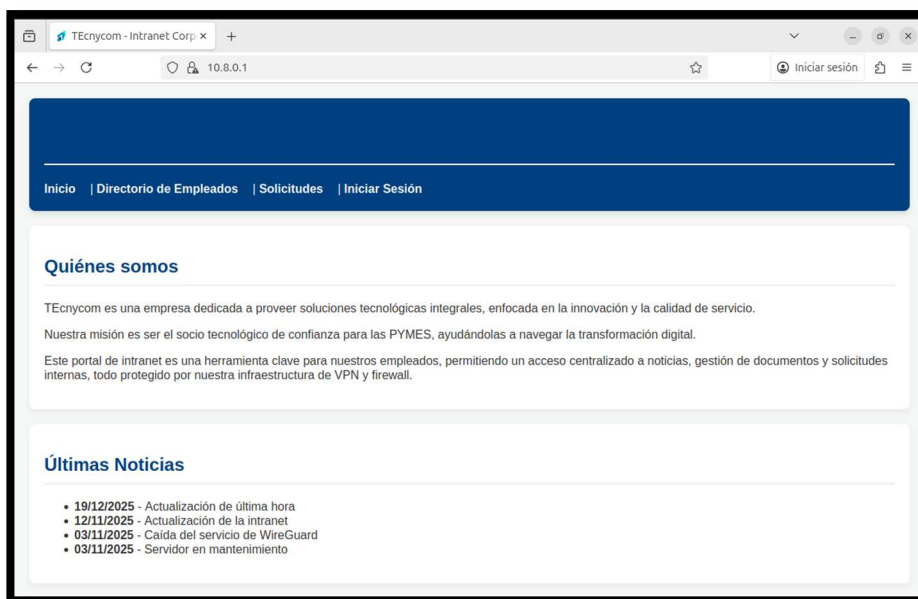 TEcnycom - Intranet Corp
10.8.0.1
Iniciar sesión
Inicio | Directorio de Empleados | Solicitudes | Iniciar Sesión
Quiénes somos
TEcnycom es una empresa dedicada a proveer soluciones tecnológicas integrales, enfocada en la innovación y la calidad de servicio.
Nuestra misión es ser el socio tecnológico de confianza para las PYMES, ayudándolas a navegar la transformación digital.
Este portal de intranet es una herramienta clave para nuestros empleados, permitiendo un acceso centralizado a noticias, gestión de documentos y solicitudes
internas, todo protegido por nuestra infraestructura de VPN y firewall.
Últimas Noticias
• 19/12/2025 - Actualización de última hora
• 12/11/2025 - Actualización de la intranet
• 03/11/2025 - Caída del servicio de WireGuard
• 03/11/2025 - Servidor en mantenimiento